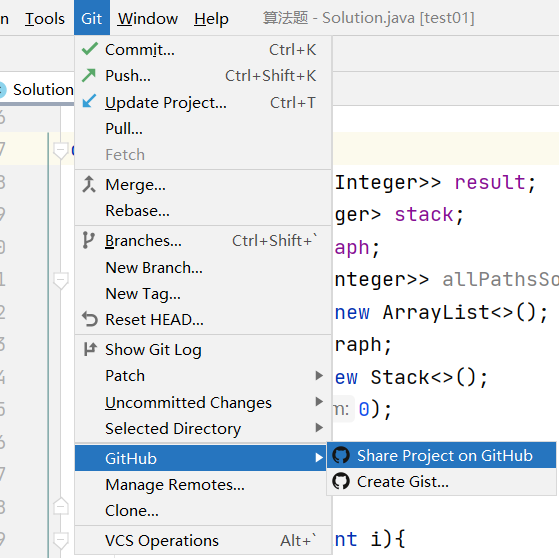 n Tools Git Window Help 算法题 - Solution.java [test01]
Solution
Commit... Ctrl+K
Push... Ctrl+Shift+K
Update Project... Ctrl+T
Pull...
Fetch
Merge...
Rebase...
Branches... Ctrl+Shift+`
New Branch...
New Tag...
Reset HEAD...
Show Git Log
Patch
Uncommitted Changes
Selected Directory
GitHub
Manage Remotes...
Clone...
VCS Operations Alt+`
Share Project on GitHub
Create Gist...
6
7
8 Integer>> result;
9 ger> stack;
0 aph;
1 nteger>> allPathsSo
2 new ArrayList<>();
3 raph;
4 ew Stack<>();
5 m: 0);
6
7
8
9 nt i){